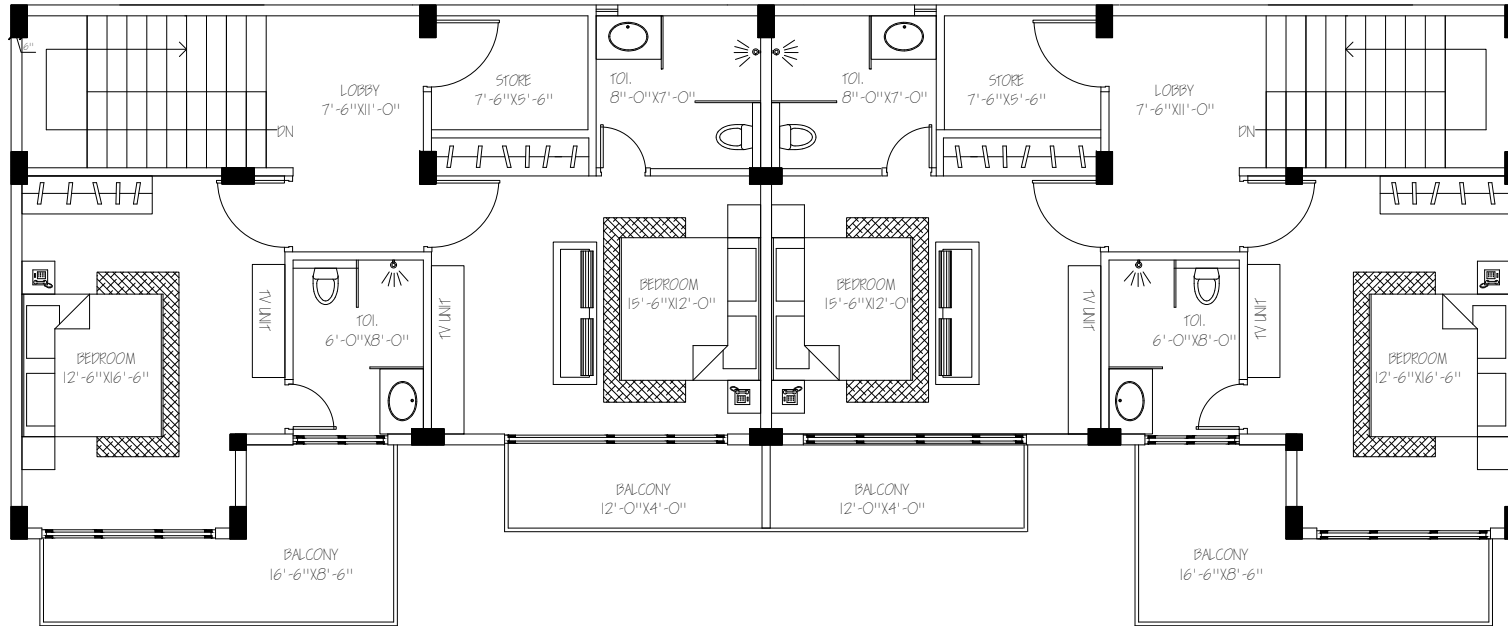 6"
LOBBY
7'-6"X11'-0"
DN
STORE
7'-6"X5'-6"
TOI.
8"-0"X7'-0"
TOI.
8"-0"X7'-0"
STORE
7'-6"X5'-6"
LOBBY
7'-6"X11'-0"
DN
BEDROOM
12'-6"X16'-6"
TV UNIT
TOI.
6'-0"X8'-0"
TV UNIT
BEDROOM
15'-6"X12'-0"
BEDROOM
15'-6"X12'-0"
TV UNIT
TOI.
6'-0"X8'-0"
TV UNIT
BEDROOM
12'-6"X16'-6"
BALCONY
12'-0"X4'-0"
BALCONY
12'-0"X4'-0"
BALCONY
16'-6"X8'-6"
BALCONY
16'-6"X8'-6"